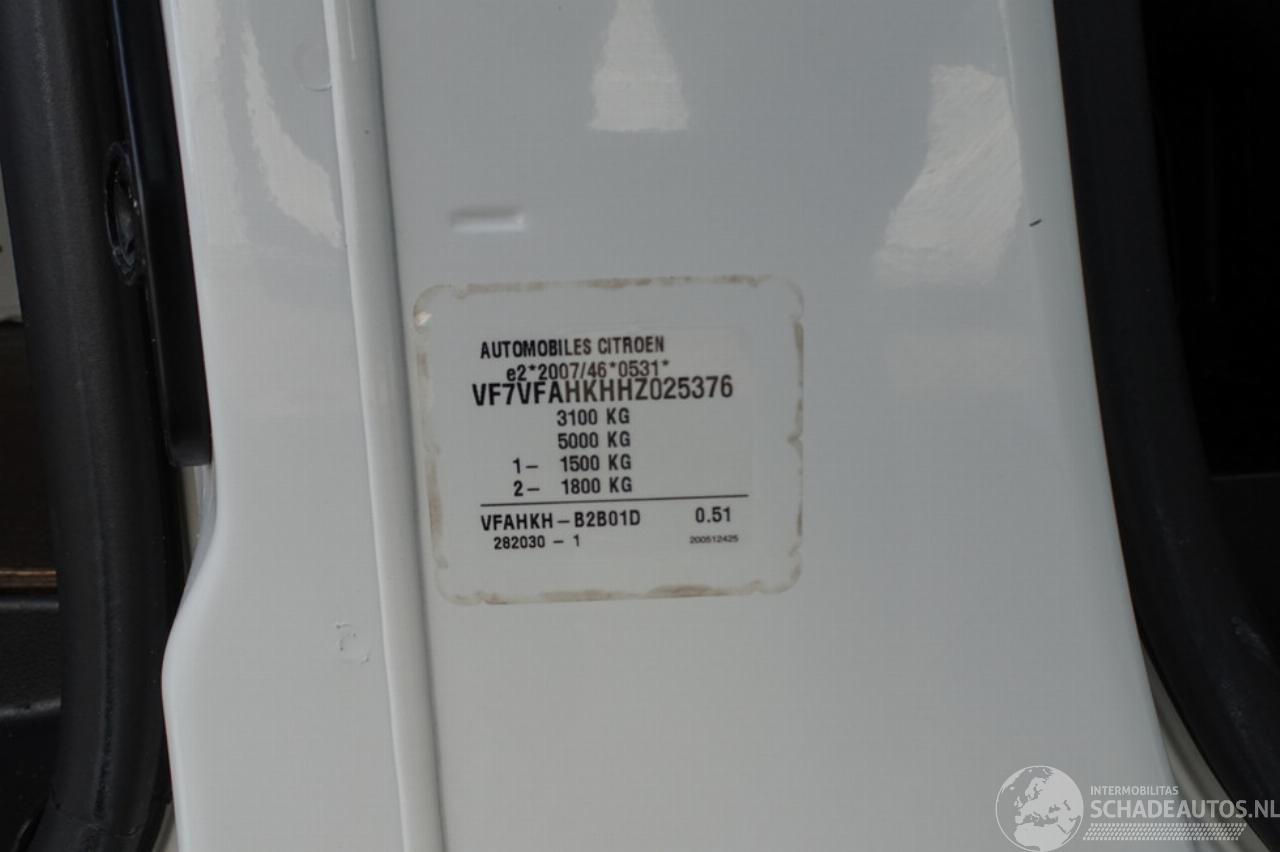 AUTOMOBILES CITROEN
e2*2007/46*0531*
VF7VFAHKHHZ025376
3100 KG
5000 KG
1- 1500 KG
2- 1800 KG
VFAHKH-B2B01D 0.51
282030-1 200512425
INTERMOBILITAS
SCHADEAUTOS.NL